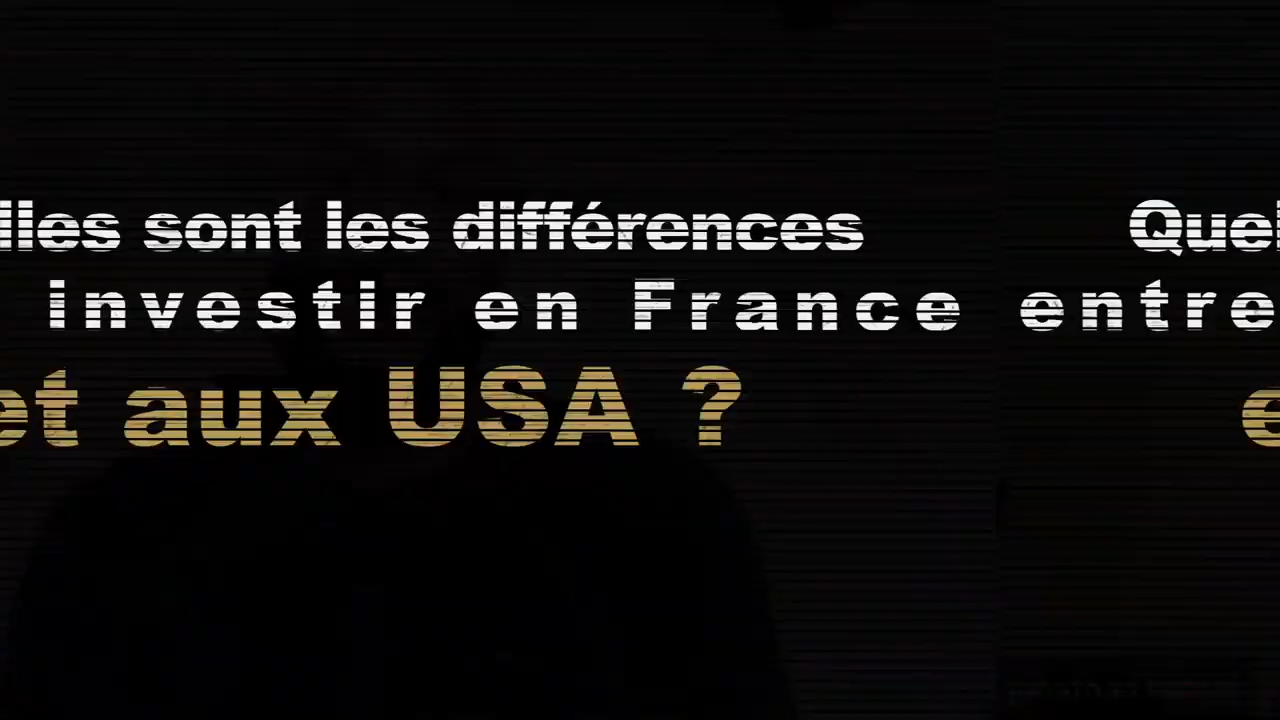 lles sont les différences Quel
investir en France entre
et aux USA ? e